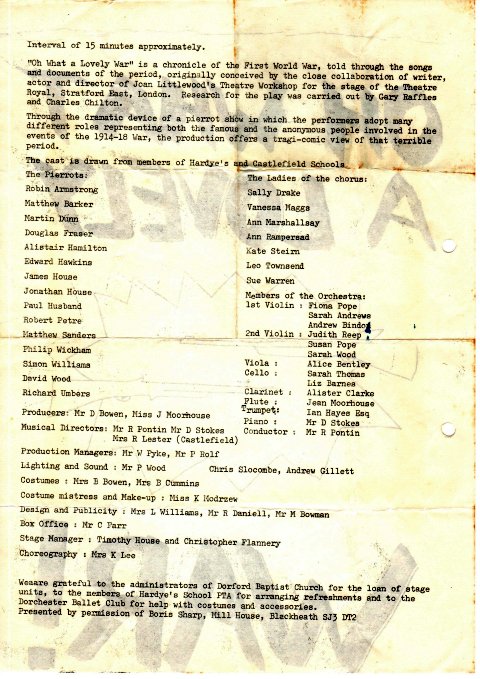 Interval of 15 minutes approximately.
"Oh What a Lovely War" is a chronicle of the First World War, told through the songs
and documents of the period, originally conceived by the close collaboration of writer,
actor and director of Joan Littlewood's Theatre Workshop for the stage of the Theatre
Royal, Stratford East, London. Research for the play was carried out by Gary Raffles
and Charles Chilton.
Through the dramatic device of a pierrot show in which the performers adopt many
different roles representing both the famous and the anonymous people involved in the
events of the 1914-18 War, the production offers a tragi-comic view of that terrible
period.
The cast is drawn from members of Hardye's and Castlefield Schools
The Pierrots:
Robin Armstrong
Matthew Barker
Martin Dunn
Douglas Fraser
Alistair Hamilton
Edward Hawkins
James House
Jonathan House
Paul Husband
Robert Petre
Matthew Sanders
Philip Wickham
Simon Williams
David Wood
Richard Umbers
The Ladies of the chorus:
Sally Drake
Vanessa Maggs
Ann Marshallsay
Ann Rampersad
Kate Steirn
Leo Townsend
Sue Warren
Members of the Orchestra:
1st Violin : Fiona Pope
Sarah Andrews
Andrew Bindon
2nd Violin : Judith Reep
Susan Pope
Sarah Wood
Viola : Alice Bentley
Cello : Sarah Thomas
Liz Barnes
Clarinet : Alister Clarke
Flute : Jean Moorhouse
Trumpet: Ian Hayes Esq
Piano : Mr D Stokes
Conductor : Mr R Pontin
Producers: Mr D Bowen, Miss J Moorhouse
Musical Directors: Mr R Pontin Mr D Stokes
Mrs R Lester (Castlefield)
Production Managers: Mr W Pyke, Mr P Rolf
Lighting and Sound : Mr P Wood Chris Slocombe, Andrew Gillett
Costumes : Mrs B Bowen, Mrs B Cummins
Costume mistress and Make-up : Miss K Modrzew
Design and Publicity : Mrs L Williams, Mr R Daniell, Mr M Bowman
Box Office : Mr C Parr
Stage Manager : Timothy House and Christopher Flannery
Choreography : Mrs K Lee
Weare grateful to the administrators of Dorford Baptist Church for the loan of stage
units, to the members of Hardye's School PTA for arranging refreshments and to the
Dorchester Ballet Club for help with costumes and accessories.
Presented by permission of Boris Sharp, Mill House, Blackheath SJ3 DT2